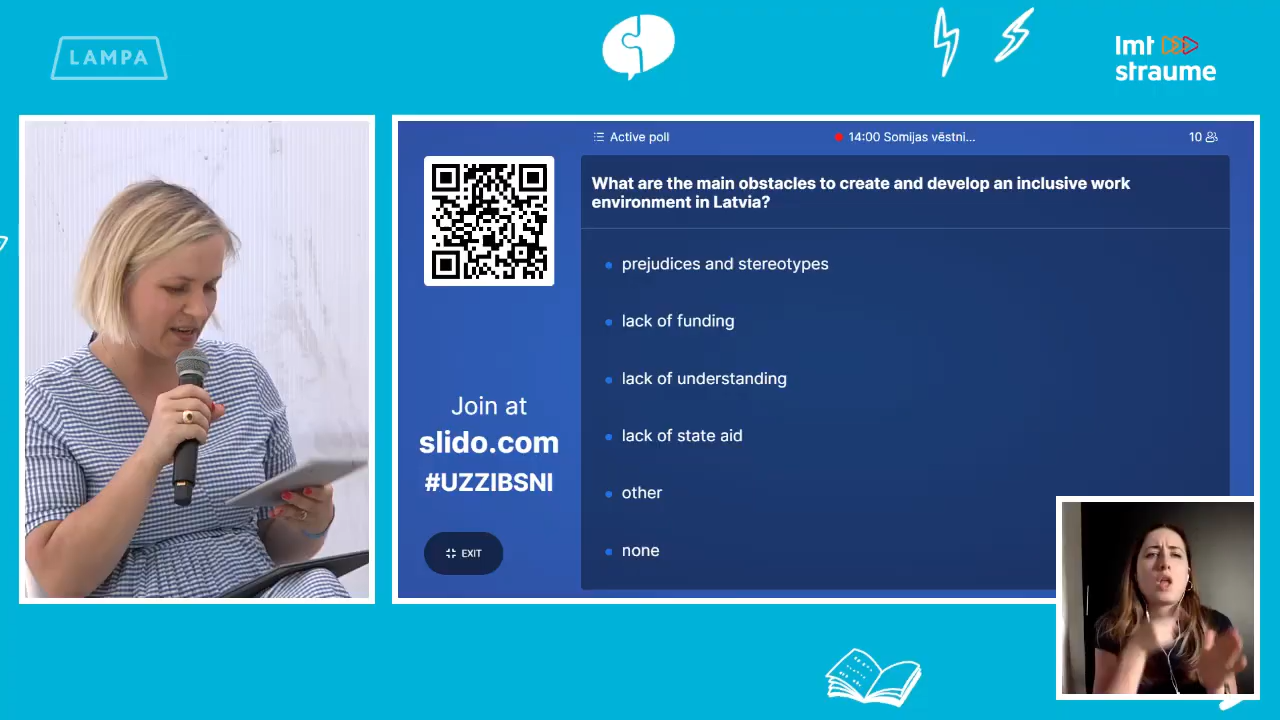 LAMPA
lmt
straume
Active poll
14:00 Somijas vēstni...
10
What are the main obstacles to create and develop an inclusive work
environment in Latvia?
prejudices and stereotypes
lack of funding
lack of understanding
lack of state aid
other
none
Join at
slido.com
#UZZIBSNI
EXIT